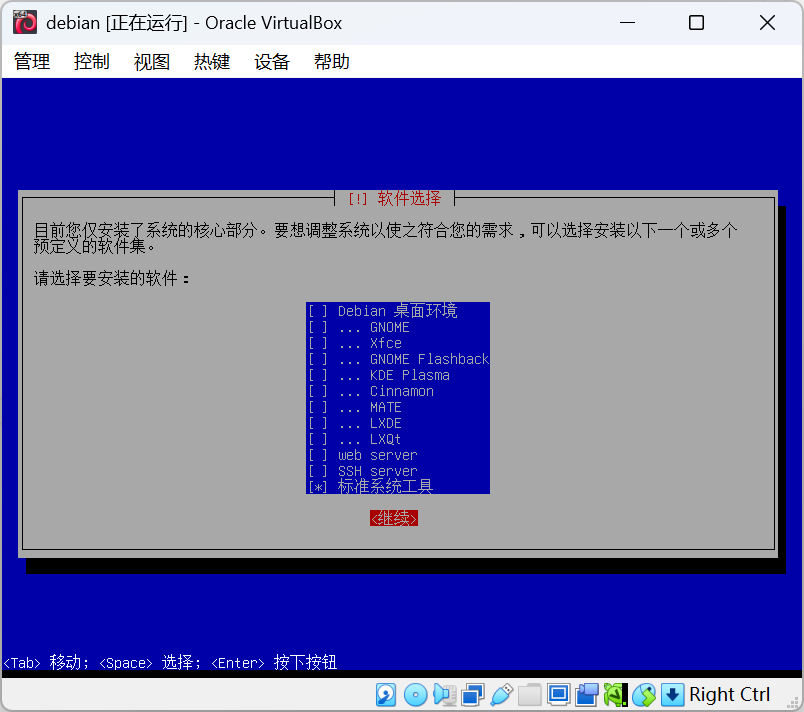 debian [正在运行] - Oracle VirtualBox
管理 控制 视图 热键 设备 帮助
[!] 软件选择
目前您仅安装了系统的核心部分。要想调整系统以使之符合您的需求，可以选择安装以下一个或多个
预定义的软件集。
请选择要安装的软件：
[ ] Debian 桌面环境
[ ] ... GNOME
[ ] ... Xfce
[ ] ... GNOME Flashback
[ ] ... KDE Plasma
[ ] ... Cinnamon
[ ] ... MATE
[ ] ... LXDE
[ ] ... LXQt
[ ] web server
[ ] SSH server
[*] 标准系统工具
<继续>
<Tab> 移动; <Space> 选择; <Enter> 按下按钮
Right Ctrl